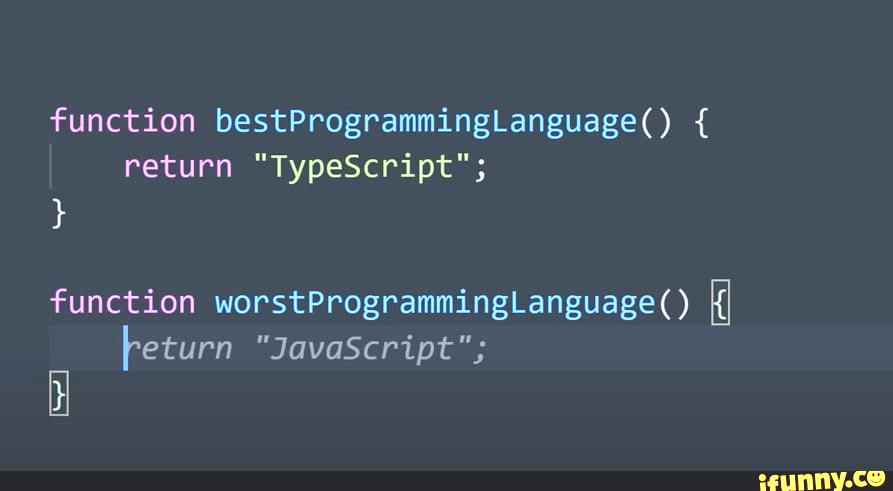 function bestProgrammingLanguage() {
    return "TypeScript";
}
function worstProgrammingLanguage() {
    return "JavaScript";
}
ifunny.co